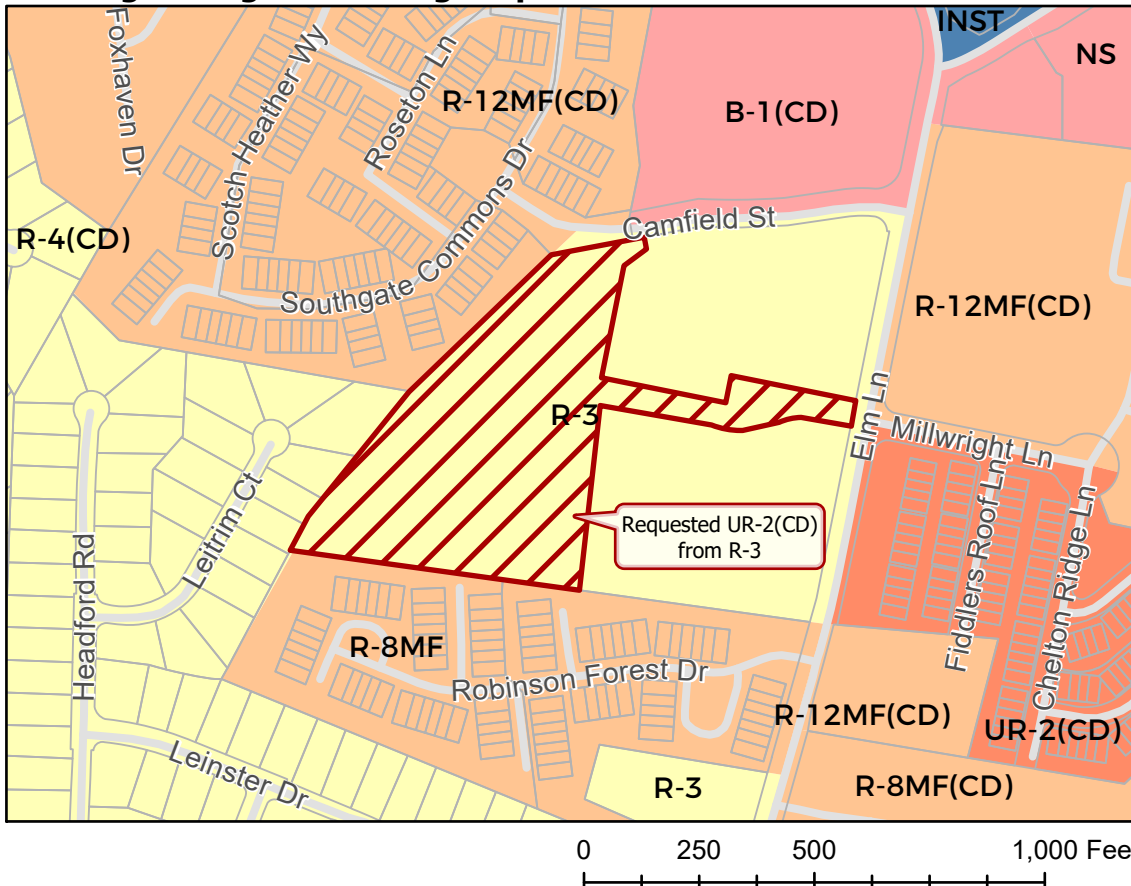 INST
NS
Foxhaven Dr
Scotch Heather Wy
Roseton Ln
R-12MF(CD)
B-1(CD)
Southgate Commons Dr
Camfield St
R-4(CD)
R-12MF(CD)
R-3
Elm Ln
Millwright Ln
Headford Rd
Leitrim Ct
Requested UR-2(CD)
from R-3
Fiddlers Roof Ln
Chelton Ridge Ln
R-8MF
Robinson Forest Dr
R-12MF(CD)
UR-2(CD)
Leinster Dr
R-3
R-8MF(CD)
0 250 500 1,000 Fee